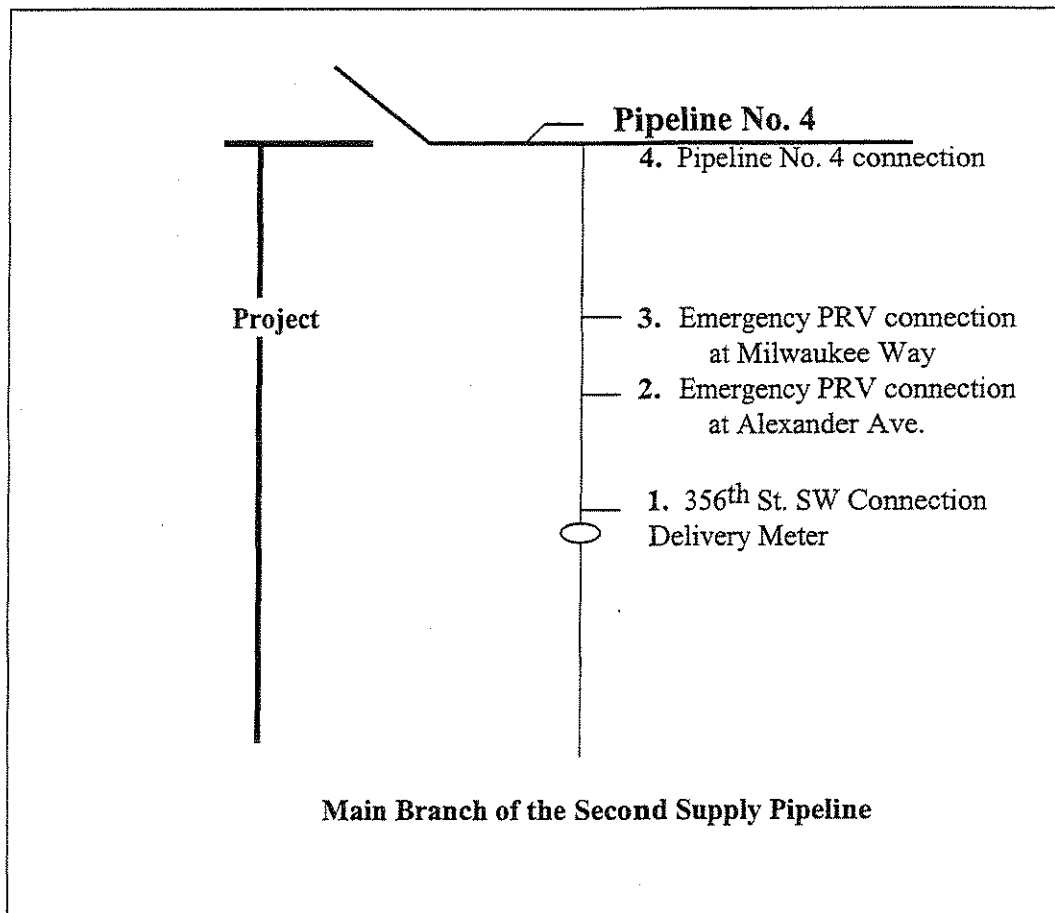 Pipeline No. 4
4. Pipeline No. 4 connection
Project
3. Emergency PRV connection
at Milwaukee Way
2. Emergency PRV connection
at Alexander Ave.
1. 356th St. SW Connection
Delivery Meter
Main Branch of the Second Supply Pipeline